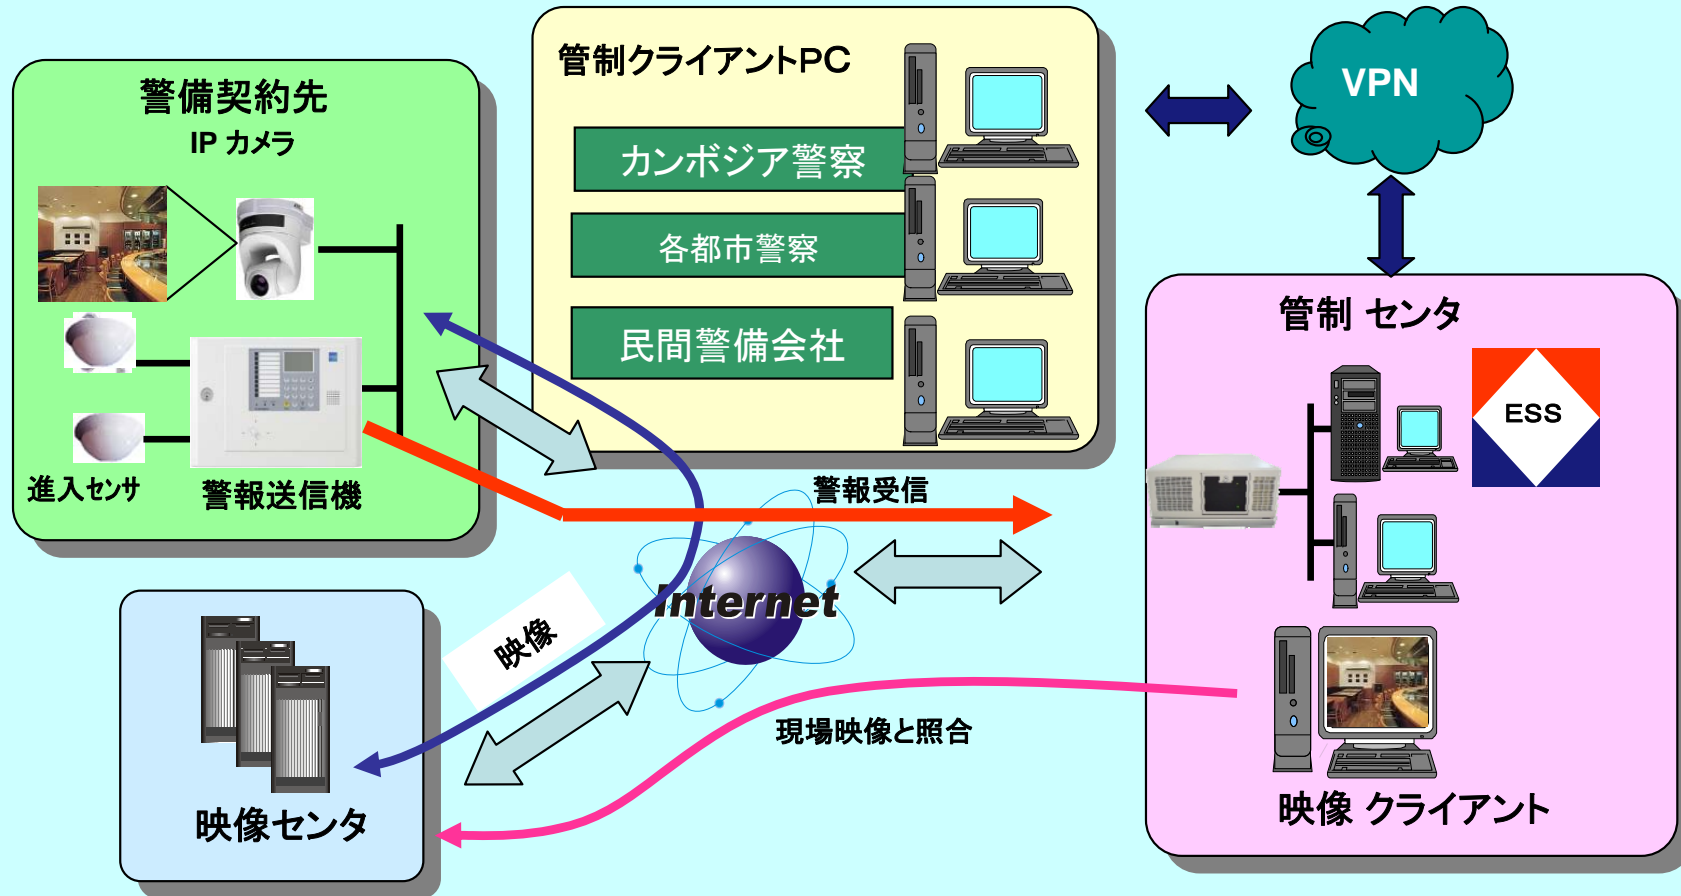 警備契約先
IP カメラ
進入センサ
警報送信機
管制クライアントPC
カンボジア警察
各都市警察
民間警備会社
VPN
管制 センタ
ESS
映像 クライアント
警報受信
Internet
映像
現場映像と照合
映像センタ